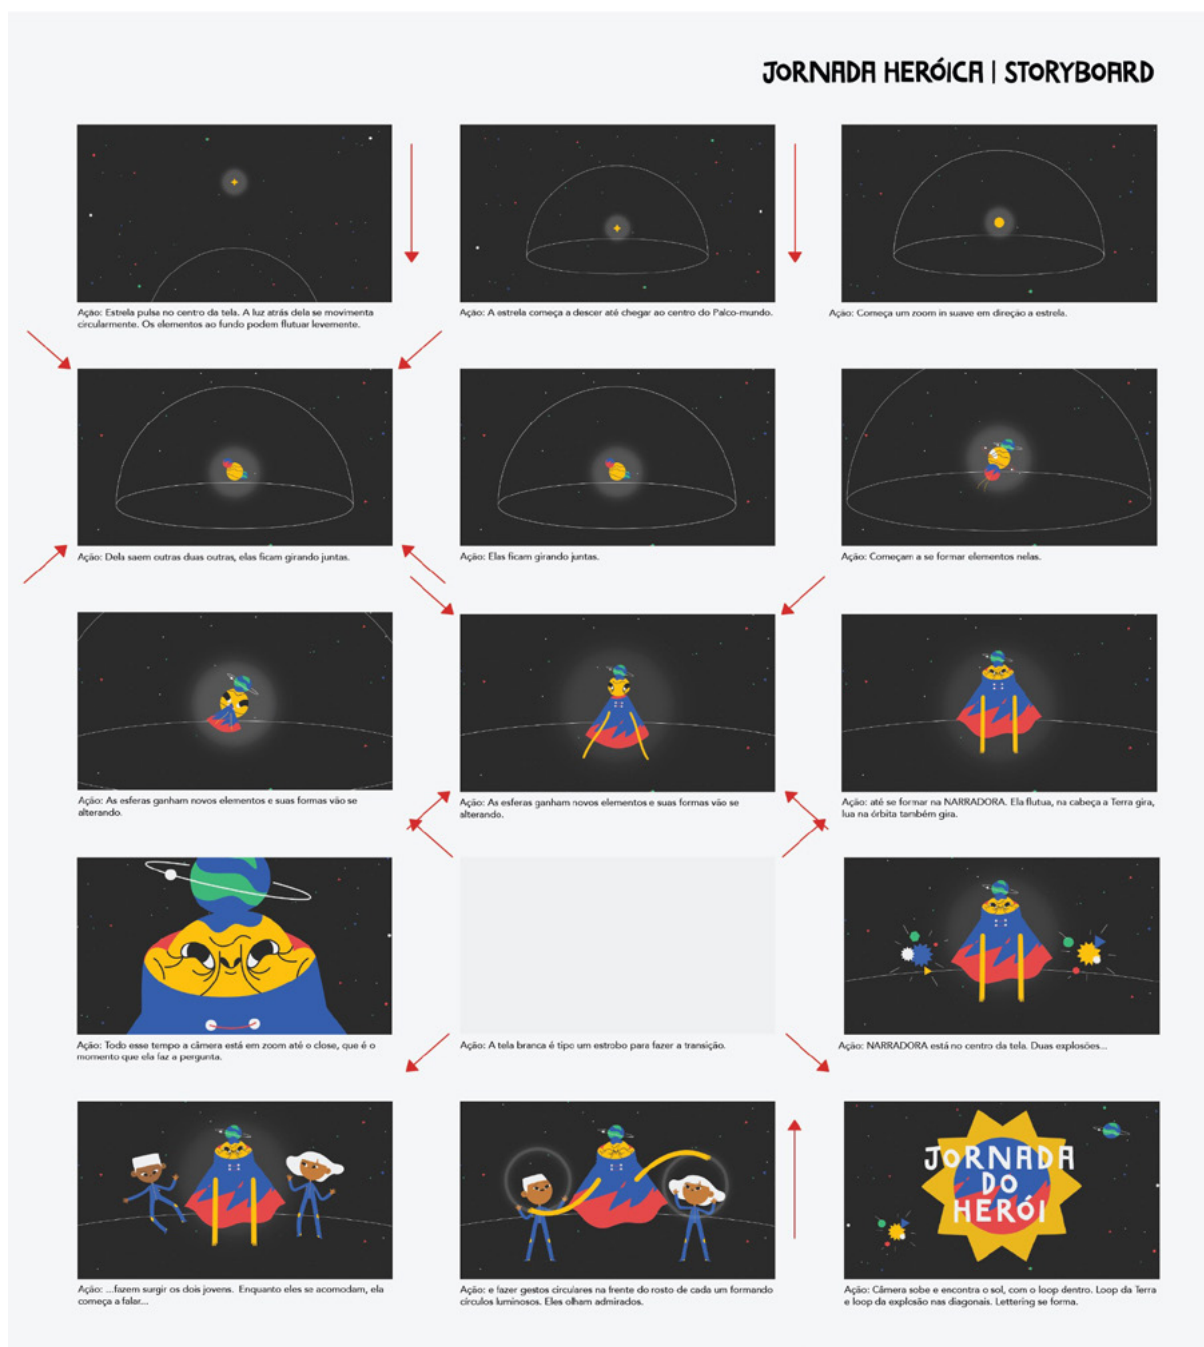 JORNADA HERÓICA | STORYBOARD
Ação: Estrela pulsa no centro da tela. A luz atrás dela se movimenta
circularmente. Os elementos ao fundo podem flutuar levemente.
Ação: A estrela começa a descer até chegar ao centro do Palco-mundo.
Ação: Começa um zoom in suave em direção a estrela.
Ação: Dela saem outras duas outras, elas ficam girando juntas.
Ação: Elas ficam girando juntas.
Ação: Começam a se formar elementos nelas.
Ação: As esferas ganham novos elementos e suas formas vão se
alterando.
Ação: As esferas ganham novos elementos e suas formas vão se
alterando.
Ação: até se formar na NARRADORA. Ela flutua, na cabeça a Terra gira,
lua na órbita também gira.
Ação: Todo esse tempo a câmera está em zoom até o close, que é o
momento que ela faz a pergunta.
Ação: A tela branca é tipo um estrobo para fazer a transição.
Ação: NARRADORA está no centro da tela. Duas explosões...
Ação: ...fazem surgir os dois jovens. Enquanto eles se acomodam, ela
começa a falar...
Ação: e fazer gestos circulares na frente do rosto de cada um formando
círculos luminosos. Eles olham admirados.
JORNADA
DO
HERÓI
Ação: Câmera sobe e encontra o sol, com o loop dentro. Loop da Terra
e loop da explosão nas diagonais. Lettering se forma.